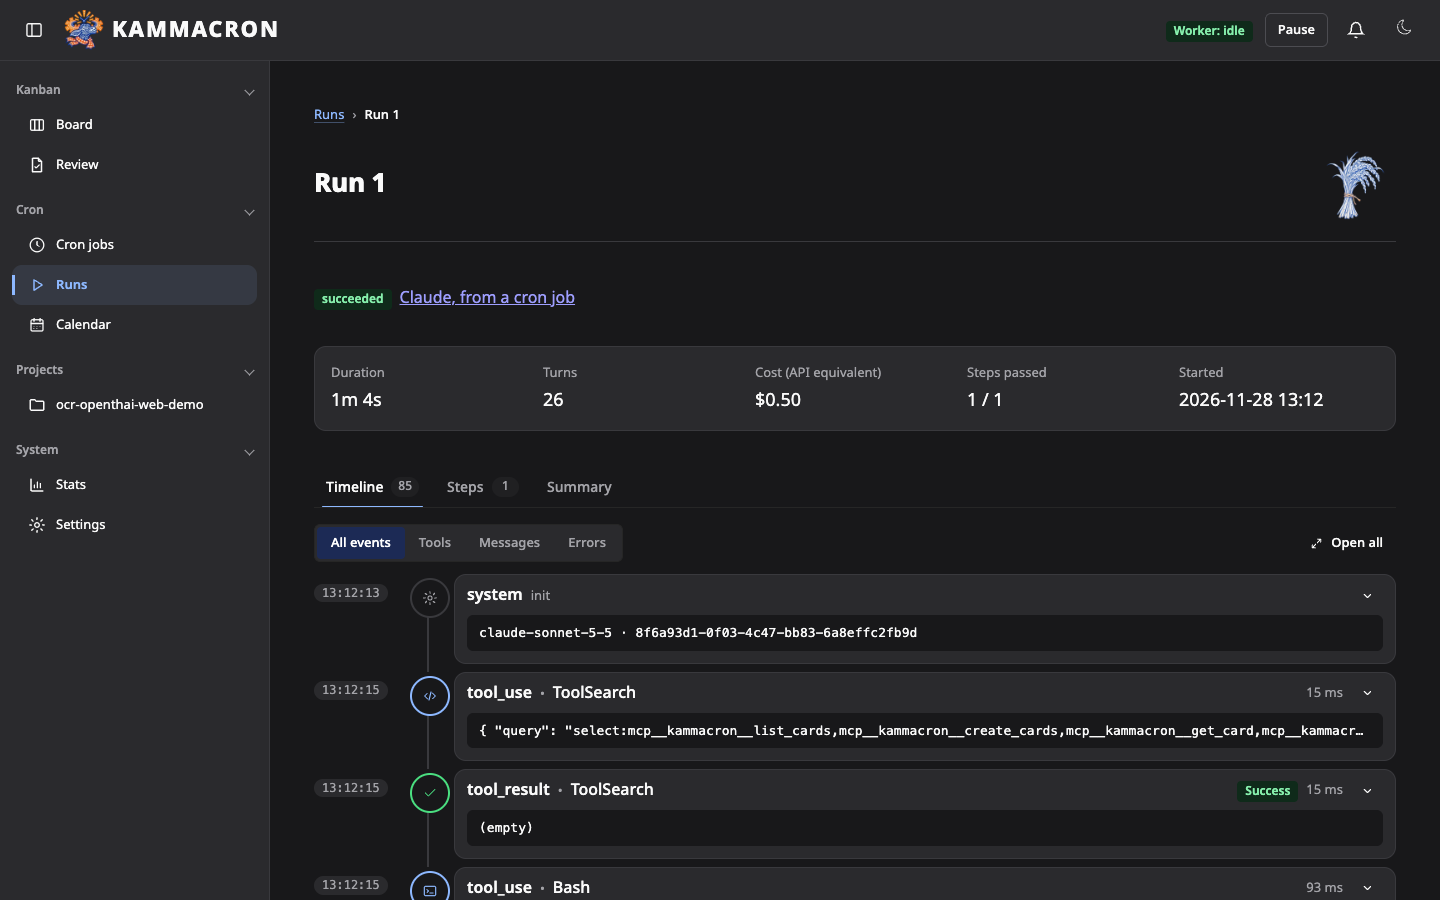 KAMMACRON
Worker: idle
Pause
Kanban
Board
Review
Cron
Cron jobs
Runs
Calendar
Projects
ocr-openthai-web-demo
System
Stats
Settings
Runs › Run 1
Run 1
succeeded Claude, from a cron job
Duration
1m 4s
Turns
26
Cost (API equivalent)
$0.50
Steps passed
1 / 1
Started
2026-11-28 13:12
Timeline 85 Steps 1 Summary
All events Tools Messages Errors Open all
13:12:13 system init
claude-sonnet-5-5 · 8f6a93d1-0f03-4c47-bb83-6a8effc2fb9d
13:12:15 tool_use · ToolSearch 15 ms
{ "query": "select:mcp__kammacron__list_cards,mcp__kammacron__create_cards,mcp__kammacron__get_card,mcp__kammacr…
13:12:15 tool_result · ToolSearch Success 15 ms
(empty)
13:12:15 tool_use · Bash 93 ms